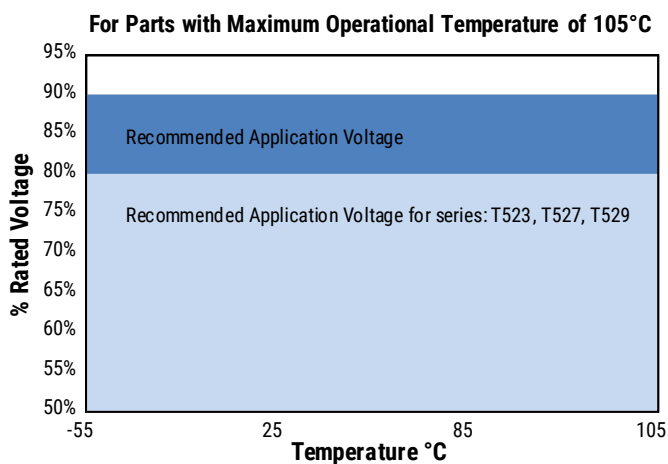 For Parts with Maximum Operational Temperature of 105°C
95%
90%
85%
80%
75%
70%
65%
60%
55%
50%
% Rated Voltage
Recommended Application Voltage
Recommended Application Voltage for series: T523, T527, T529
-55
25
85
105
Temperature °C